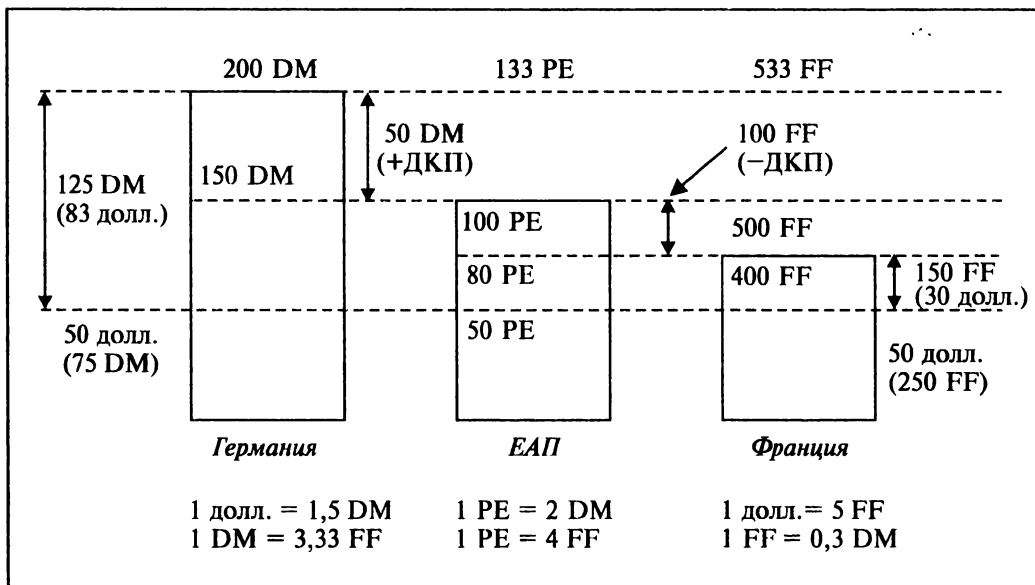 200 DM
133 PE
533 FF
50 DM
(+ДКП)
100 FF
(−ДКП)
125 DM
(83 долл.)
150 DM
100 PE
500 FF
80 PE
400 FF
150 FF
(30 долл.)
50 долл.
(75 DM)
50 PE
50 долл.
(250 FF)
Германия
ЕАП
Франция
1 долл. = 1,5 DM
1 DM = 3,33 FF
1 PE = 2 DM
1 PE = 4 FF
1 долл.= 5 FF
1 FF = 0,3 DM